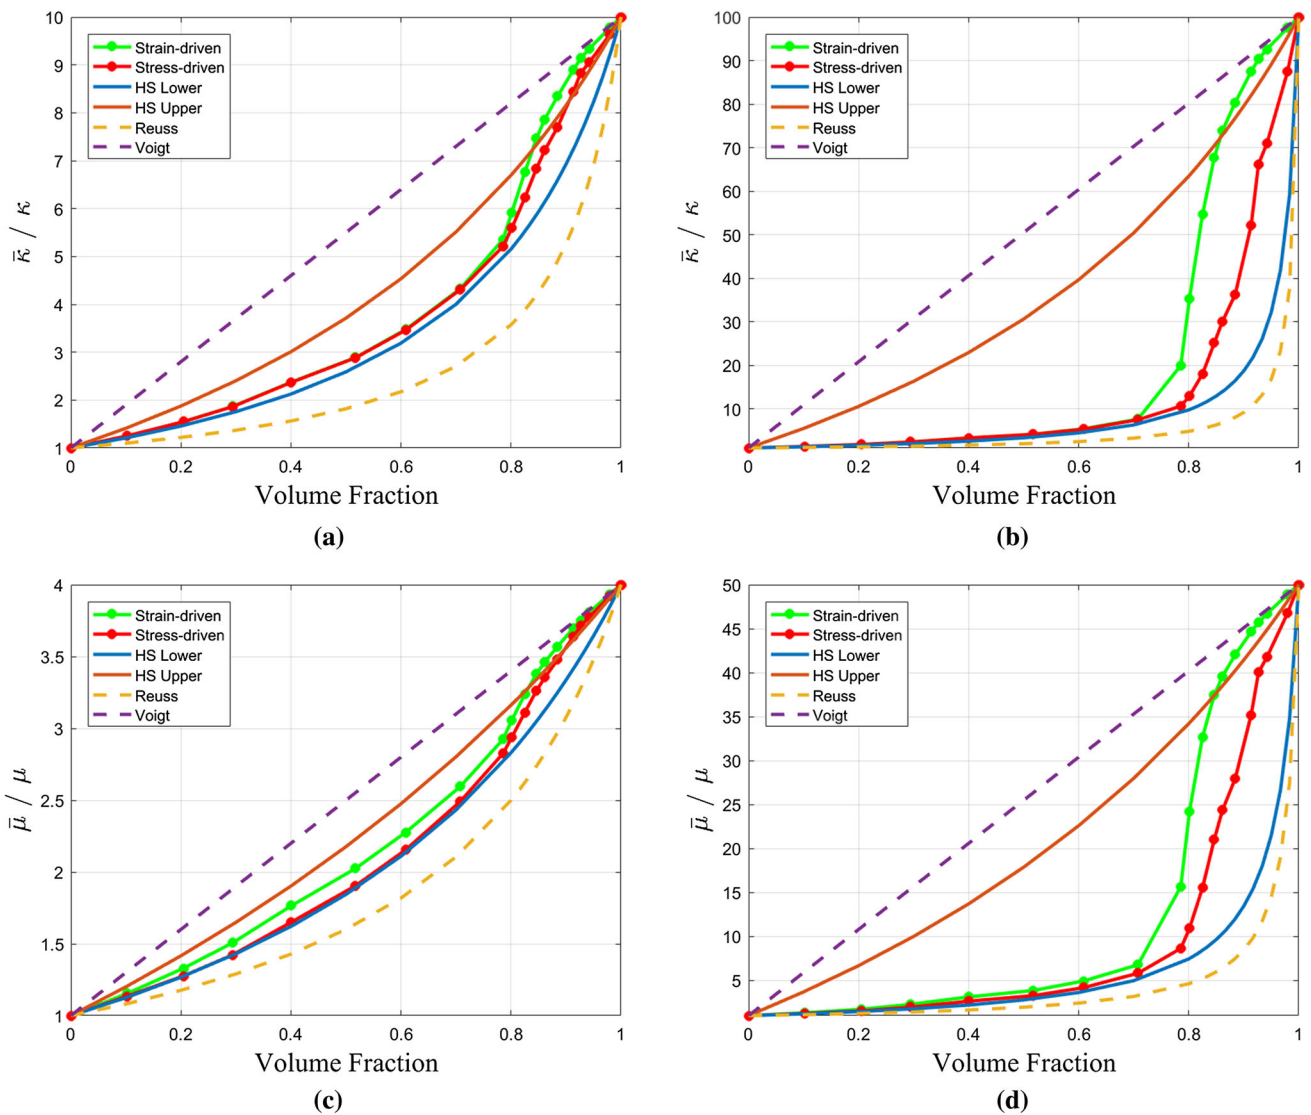 10
9
8
7
6
5
4
3
2
1
0
0.2
0.4
0.6
0.8
1
κ̄ / κ
Volume Fraction
Strain-driven
Stress-driven
HS Lower
HS Upper
Reuss
Voigt
(a)
100
90
80
70
60
50
40
30
20
10
0
0.2
0.4
0.6
0.8
1
κ̄ / κ
Volume Fraction
Strain-driven
Stress-driven
HS Lower
HS Upper
Reuss
Voigt
(b)
4
3.5
3
2.5
2
1.5
1
0
0.2
0.4
0.6
0.8
1
μ̄ / μ
Volume Fraction
Strain-driven
Stress-driven
HS Lower
HS Upper
Reuss
Voigt
(c)
50
45
40
35
30
25
20
15
10
5
0
0.2
0.4
0.6
0.8
1
μ̄ / μ
Volume Fraction
Strain-driven
Stress-driven
HS Lower
HS Upper
Reuss
Voigt
(d)